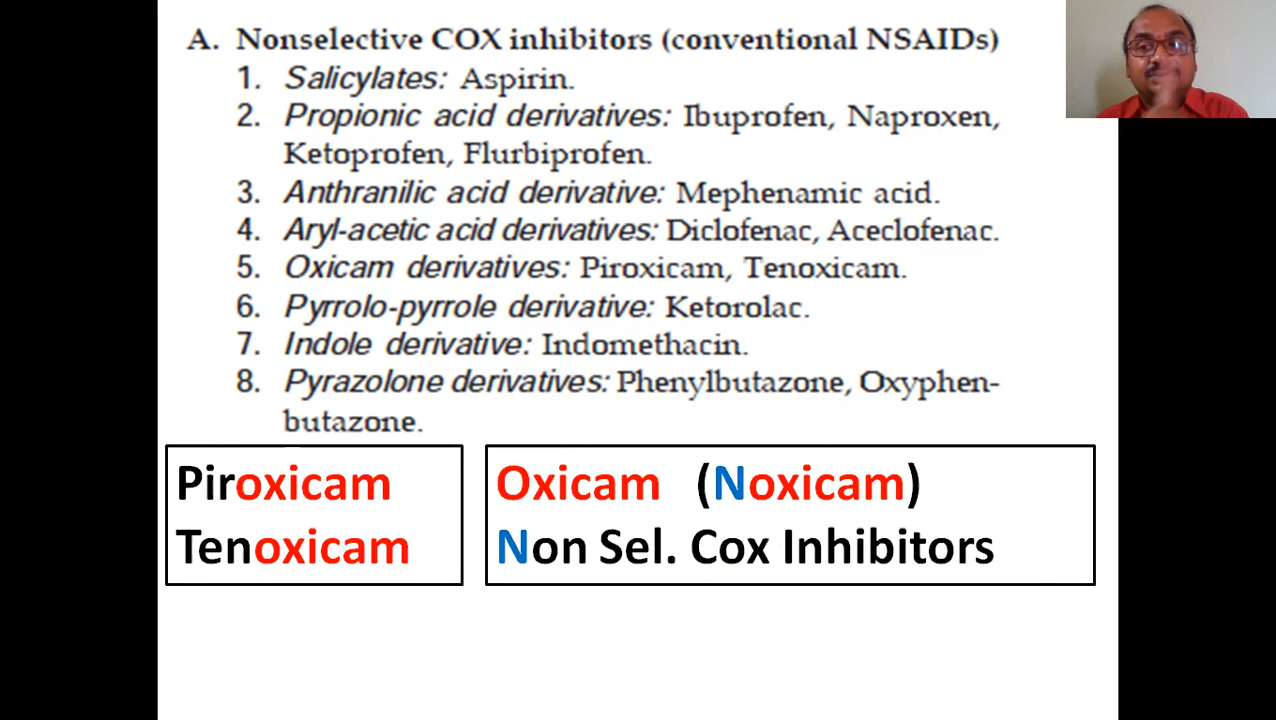 A. Nonselective COX inhibitors (conventional NSAIDs)
1. Salicylates: Aspirin.
2. Propionic acid derivatives: Ibuprofen, Naproxen,
Ketoprofen, Flurbiprofen.
3. Anthranilic acid derivative: Mephenamic acid.
4. Aryl-acetic acid derivatives: Diclofenac, Aceclofenac.
5. Oxicam derivatives: Piroxicam, Tenoxicam.
6. Pyrrolo-pyrrole derivative: Ketorolac.
7. Indole derivative: Indomethacin.
8. Pyrazolone derivatives: Phenylbutazone, Oxyphen-
butazone.
Piroxicam
Tenoxicam
Oxicam (Noxicam)
Non Sel. Cox Inhibitors